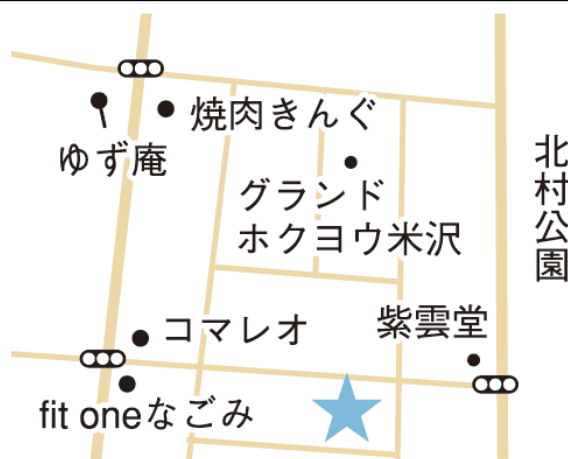 焼肉きんぐ
ゆず庵
北村公園
グランド
ホクヨウ米沢
コマレオ
紫雲堂
fit oneなごみ